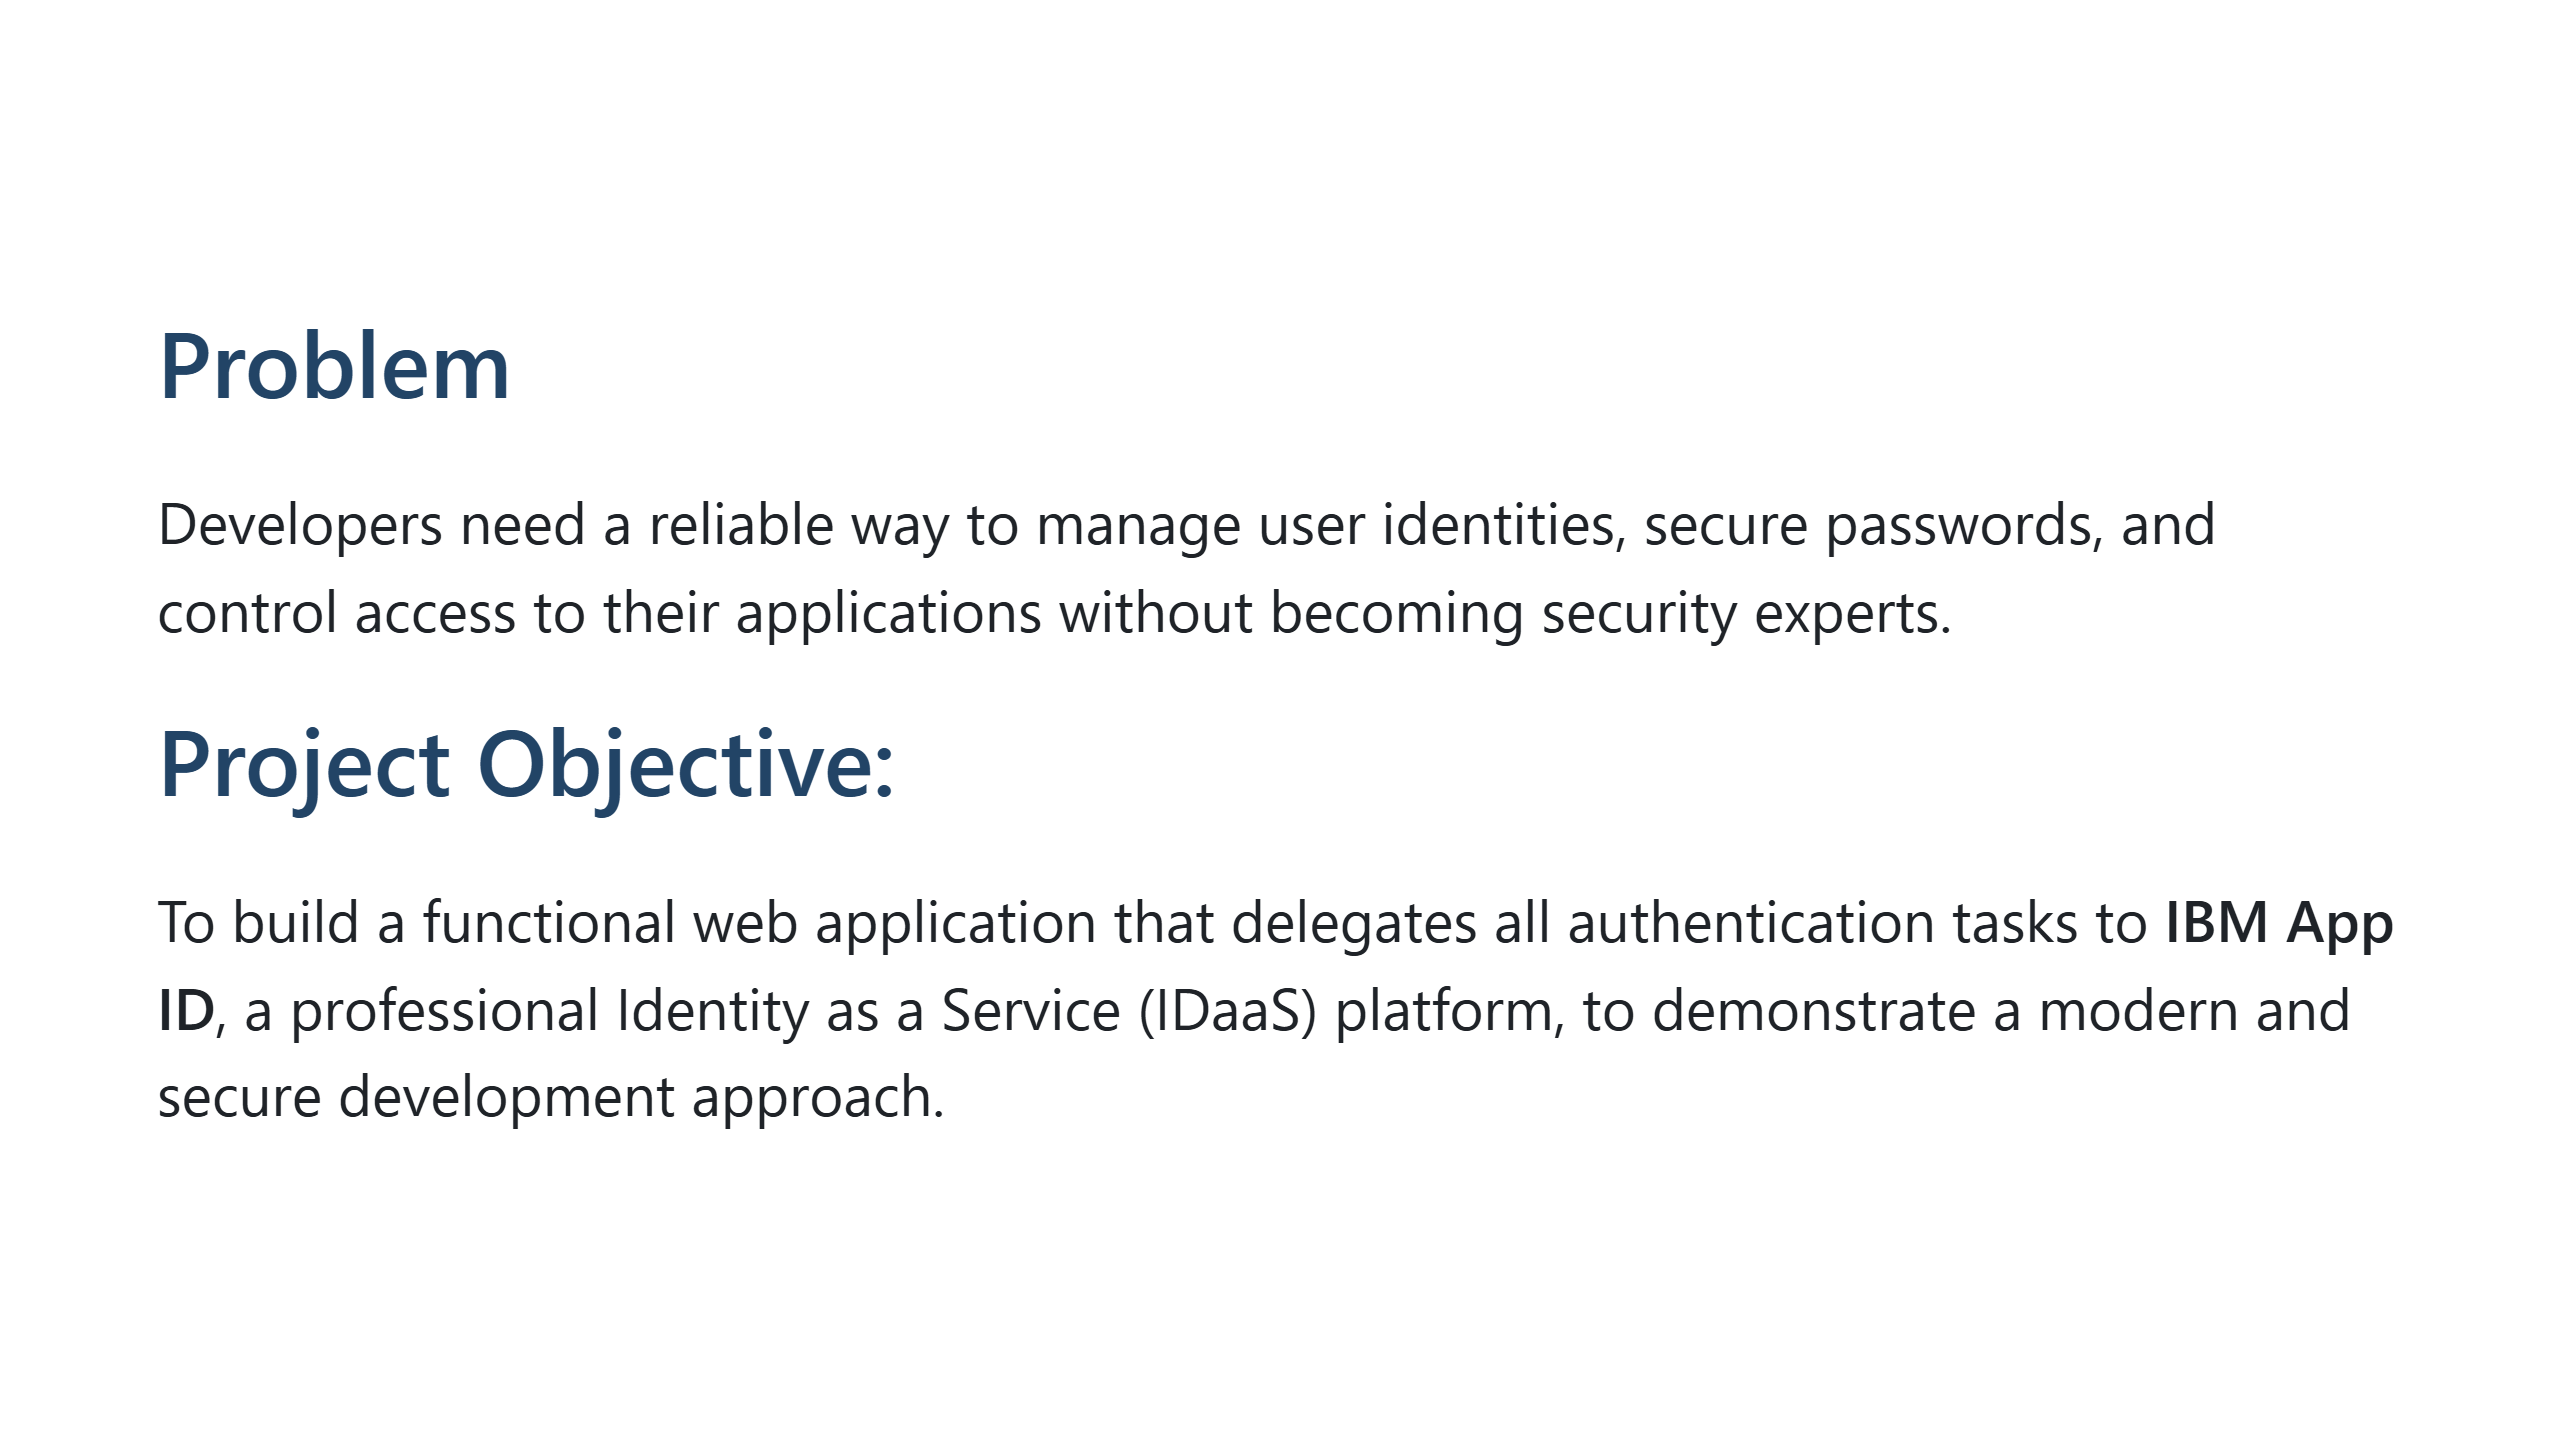 Problem
Developers need a reliable way to manage user identities, secure passwords, and
control access to their applications without becoming security experts.
Project Objective:
To build a functional web application that delegates all authentication tasks to IBM App
ID, a professional Identity as a Service (IDaaS) platform, to demonstrate a modern and
secure development approach.